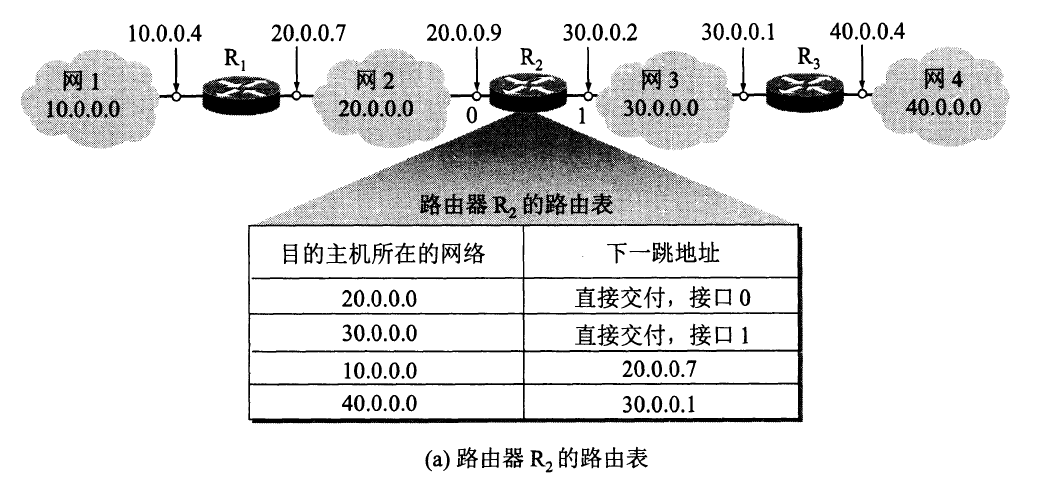 10.0.0.4 20.0.0.7 20.0.0.9 30.0.0.2 30.0.0.1 40.0.0.4
R1 R2 R3
网1 网2 网3 网4
10.0.0.0 20.0.0.0 30.0.0.0 40.0.0.0
0 1
路由器 R2 的路由表
目的主机所在的网络 下一跳地址
20.0.0.0 直接交付，接口 0
30.0.0.0 直接交付，接口 1
10.0.0.0 20.0.0.7
40.0.0.0 30.0.0.1
(a) 路由器 R2 的路由表